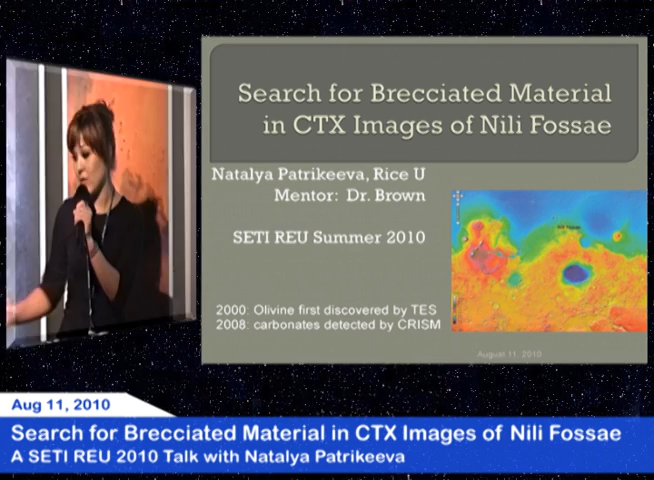 Search for Brecciated Material
in CTX Images of Nili Fossae
Natalya Patrikeeva, Rice U
Mentor: Dr. Brown
SETI REU Summer 2010
2000: Olivine first discovered by TES
2008: carbonates detected by CRISM
August 11, 2010
Aug 11, 2010
Search for Brecciated Material in CTX Images of Nili Fossae
A SETI REU 2010 Talk with Natalya Patrikeeva